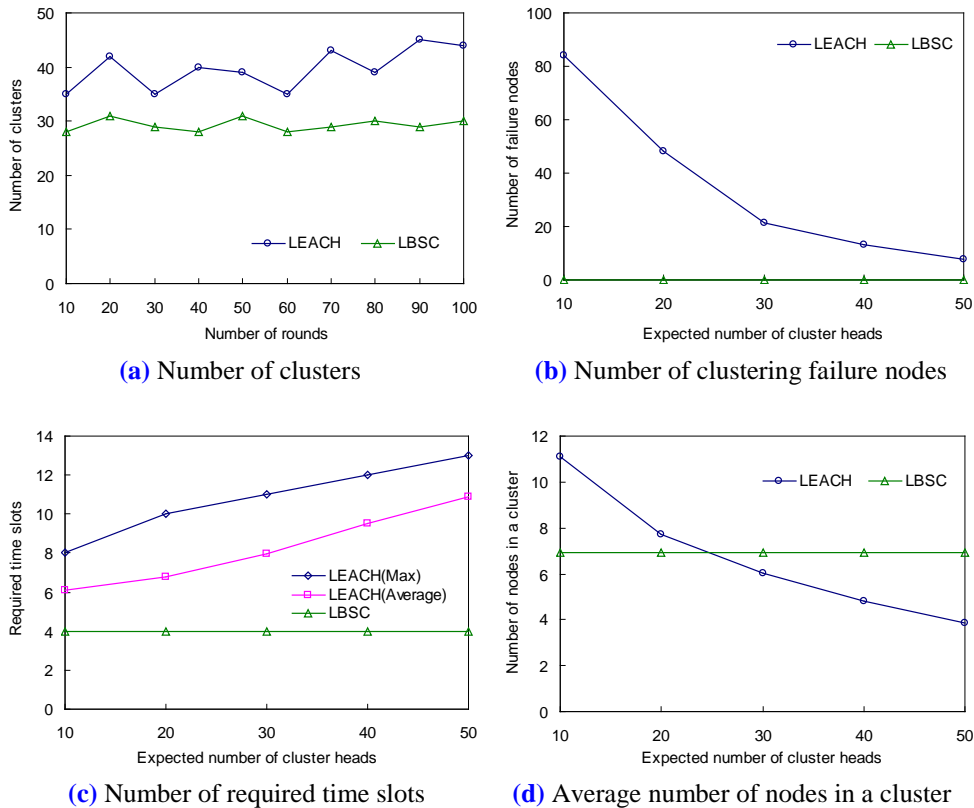 50
40
30
20
10
0
Number of clusters
LEACH LBSC
10 20 30 40 50 60 70 80 90 100
Number of rounds
(a) Number of clusters
100
80
60
40
20
0
Number of failure nodes
LEACH LBSC
10 20 30 40 50
Expected number of cluster heads
(b) Number of clustering failure nodes
14
12
10
8
6
4
2
0
Required time slots
LEACH(Max)
LEACH(Average)
LBSC
10 20 30 40 50
Expected number of cluster heads
(c) Number of required time slots
12
10
8
6
4
2
0
Number of nodes in a cluster
LEACH LBSC
10 20 30 40 50
Expected number of cluster heads
(d) Average number of nodes in a cluster